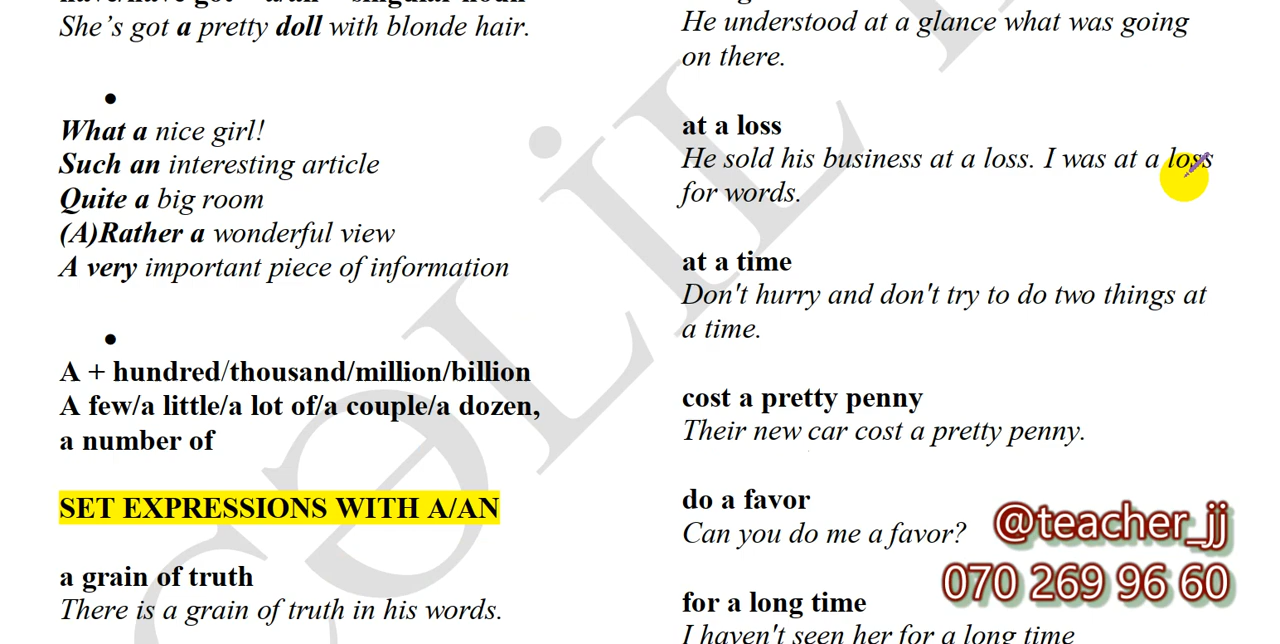 She's got a pretty doll with blonde hair.
What a nice girl!
Such an interesting article
Quite a big room
(A)Rather a wonderful view
A very important piece of information
A + hundred/thousand/million/billion
A few/a little/a lot of/a couple/a dozen,
a number of
SET EXPRESSIONS WITH A/AN
a grain of truth
There is a grain of truth in his words.
He understood at a glance what was going
on there.
at a loss
He sold his business at a loss. I was at a loss
for words.
at a time
Don't hurry and don't try to do two things at
a time.
cost a pretty penny
Their new car cost a pretty penny.
do a favor
Can you do me a favor?
for a long time
I haven't seen her for a long time
@teacher_jj
070 269 96 60